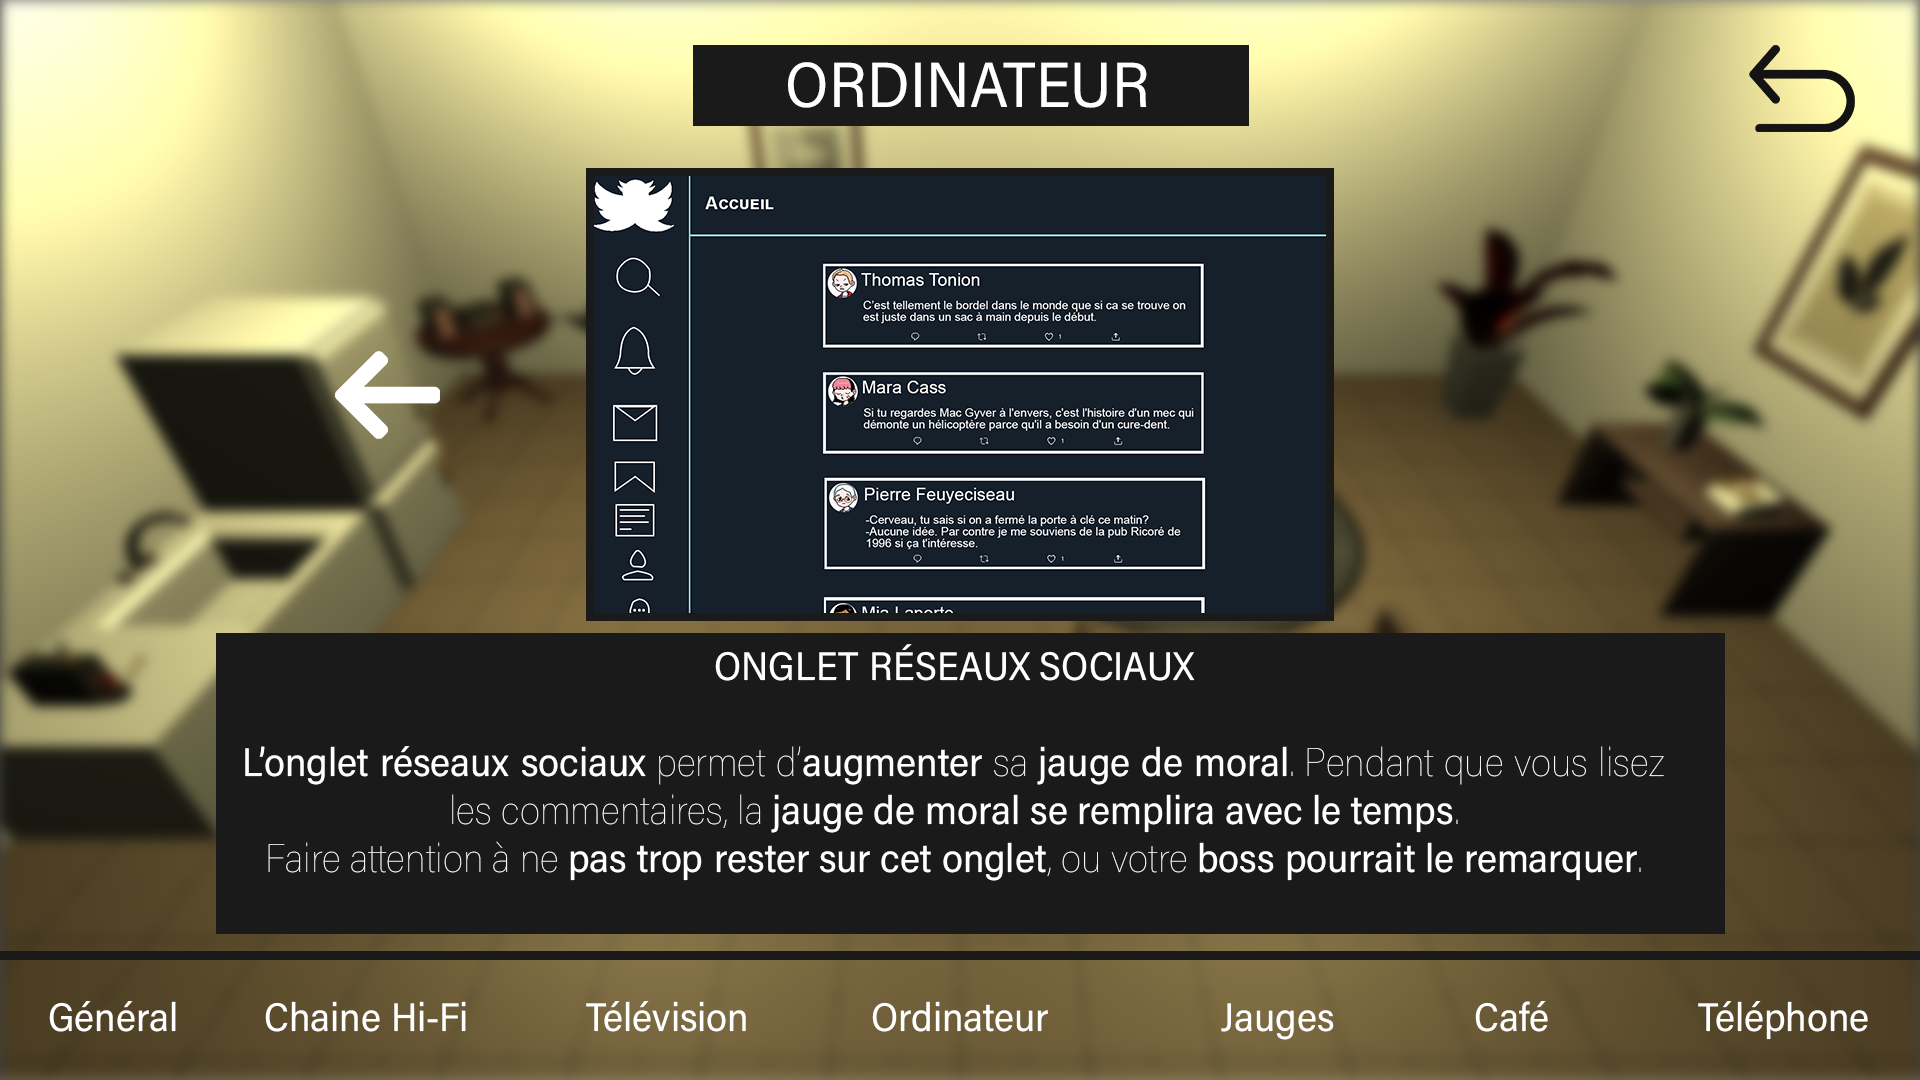 ORDINATEUR
Accueil
Thomas Tonion
C'est tellement le bordel dans le monde que si ca se trouve on
est juste dans un sac à main depuis le début.
1
Mara Cass
Si tu regardes Mac Gyver à l'envers, c'est l'histoire d'un mec qui
démonte un hélicoptère parce qu'il a besoin d'un cure-dent.
1
Pierre Feuyeciseau
-Cerveau, tu sais si on a fermé la porte à clé ce matin?
-Aucune idée. Par contre je me souviens de la pub Ricoré de
1996 si ça t'intéresse.
1
Mia Laporte
ONGLET RÉSEAUX SOCIAUX
L'onglet réseaux sociaux permet d'augmenter sa jauge de moral. Pendant que vous lisez
les commentaires, la jauge de moral se remplira avec le temps.
Faire attention à ne pas trop rester sur cet onglet, ou votre boss pourrait le remarquer.
Général Chaine Hi-Fi Télévision Ordinateur Jauges Café Téléphone